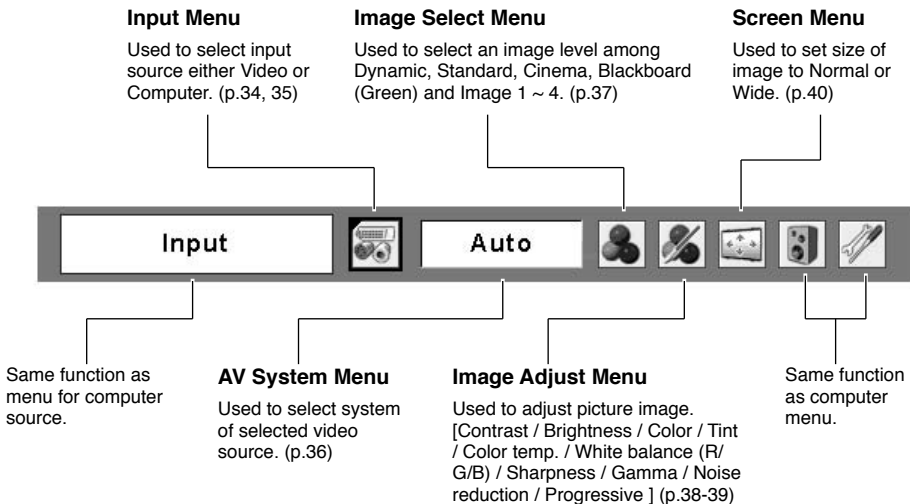 Input Menu
Used to select input
source either Video or
Computer. (p.34, 35)
Image Select Menu
Used to select an image level among
Dynamic, Standard, Cinema, Blackboard
(Green) and Image 1 ~ 4. (p.37)
Screen Menu
Used to set size of
image to Normal or
Wide. (p.40)
Input
Auto
Same function as
menu for computer
source.
AV System Menu
Used to select system
of selected video
source. (p.36)
Image Adjust Menu
Used to adjust picture image.
[Contrast / Brightness / Color / Tint
/ Color temp. / White balance (R/
G/B) / Sharpness / Gamma / Noise
reduction / Progressive ] (p.38-39)
Same function
as computer
menu.